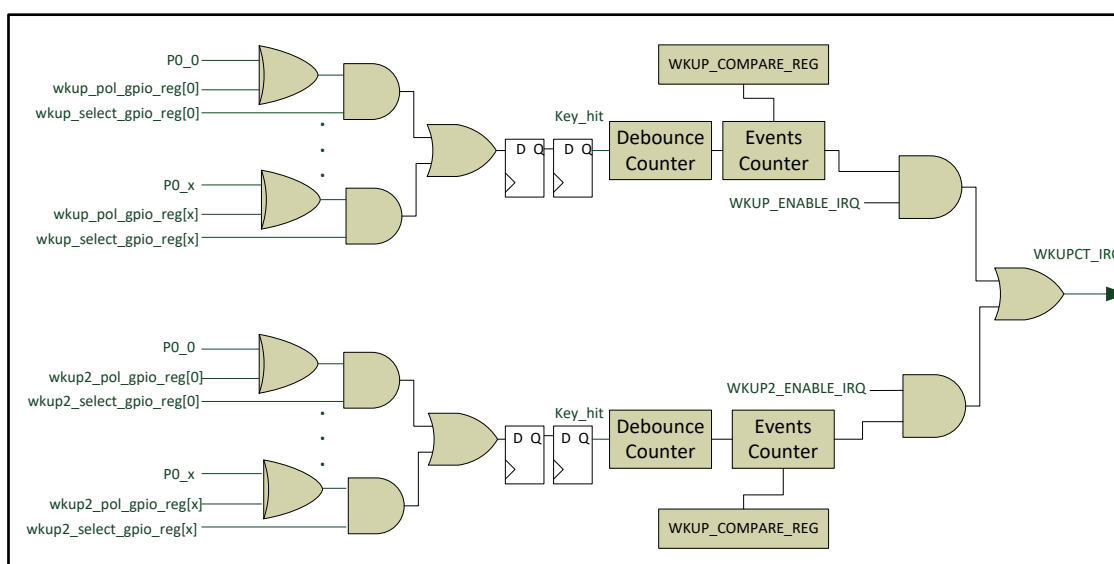 P0_0
wkup_pol_gpio_reg[0]
wkup_select_gpio_reg[0]
P0_x
wkup_pol_gpio_reg[x]
wkup_select_gpio_reg[x]
D Q
D Q
Key_hit
Debounce
Counter
WKUP_COMPARE_REG
Events
Counter
WKUP_ENABLE_IRQ
WKUPCT_IRQ
P0_0
wkup2_pol_gpio_reg[0]
wkup2_select_gpio_reg[0]
P0_x
wkup2_pol_gpio_reg[x]
wkup2_select_gpio_reg[x]
D Q
D Q
Key_hit
Debounce
Counter
WKUP2_ENABLE_IRQ
Events
Counter
WKUP_COMPARE_REG